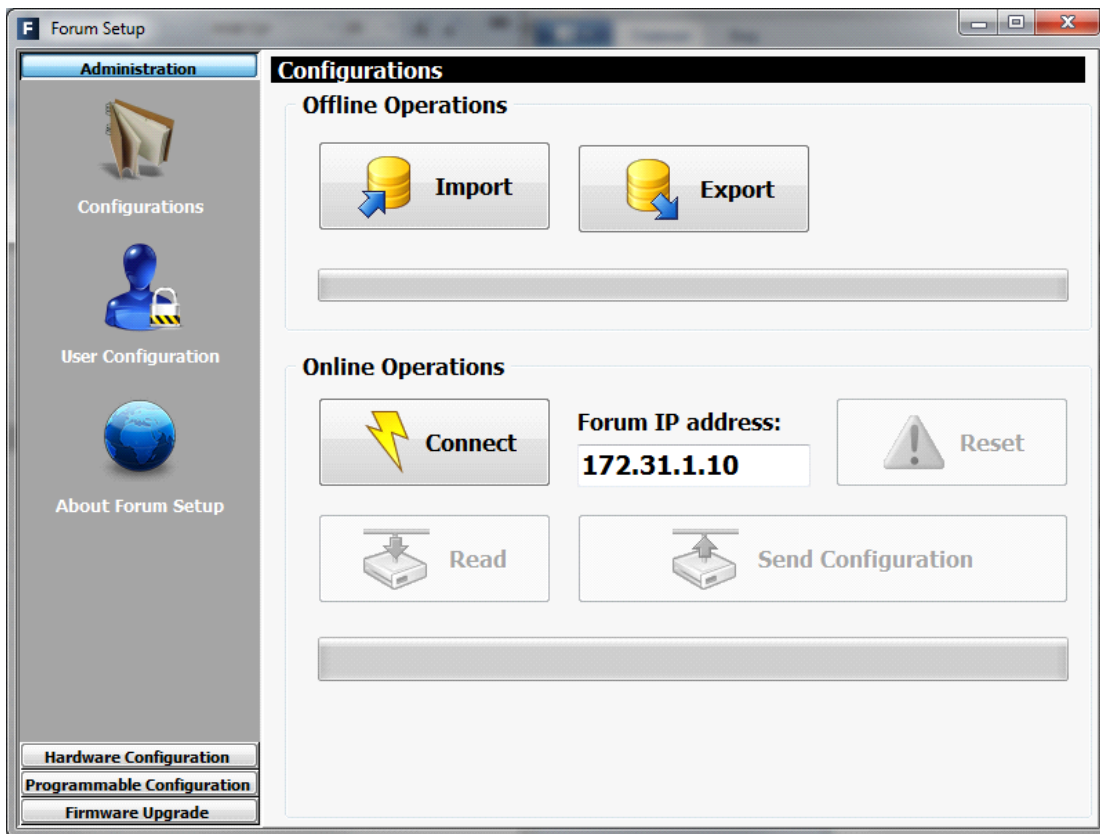 F Forum Setup
Administration
Configurations
User Configuration
About Forum Setup
Hardware Configuration
Programmable Configuration
Firmware Upgrade
Configurations
Offline Operations
Import
Export
Online Operations
Connect
Forum IP address:
172.31.1.10
Reset
Read
Send Configuration